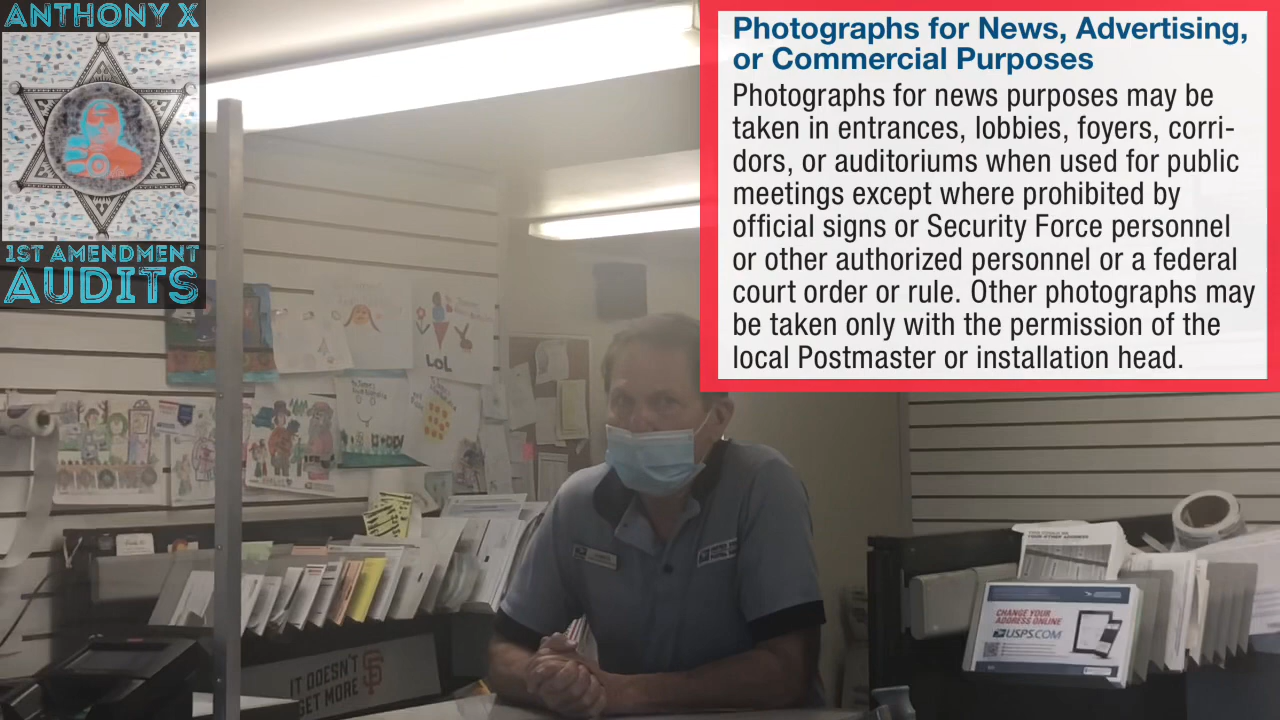 ANTHONY X
1ST AMENDMENT
AUDITS
Photographs for News, Advertising,
or Commercial Purposes
Photographs for news purposes may be
taken in entrances, lobbies, foyers, corri-
dors, or auditoriums when used for public
meetings except where prohibited by
official signs or Security Force personnel
or other authorized personnel or a federal
court order or rule. Other photographs may
be taken only with the permission of the
local Postmaster or installation head.
LOL
IT DOESN'T
GET MORE SF
YOUR OTHER ADDRESS
CHANGE YOUR
ADDRESS ONLINE
USPS.COM